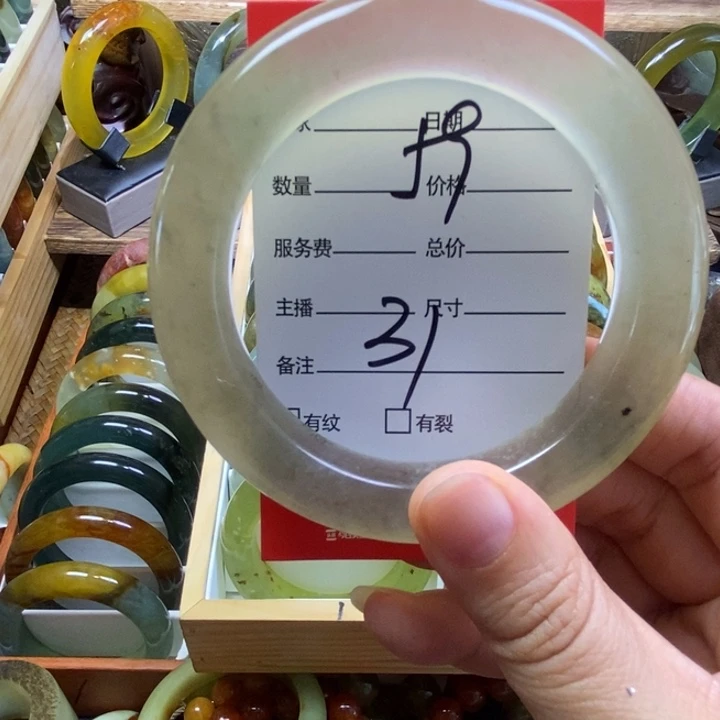 日期
59
数量 价格
服务费 总价
主播 尺寸
31
备注
有纹 有裂